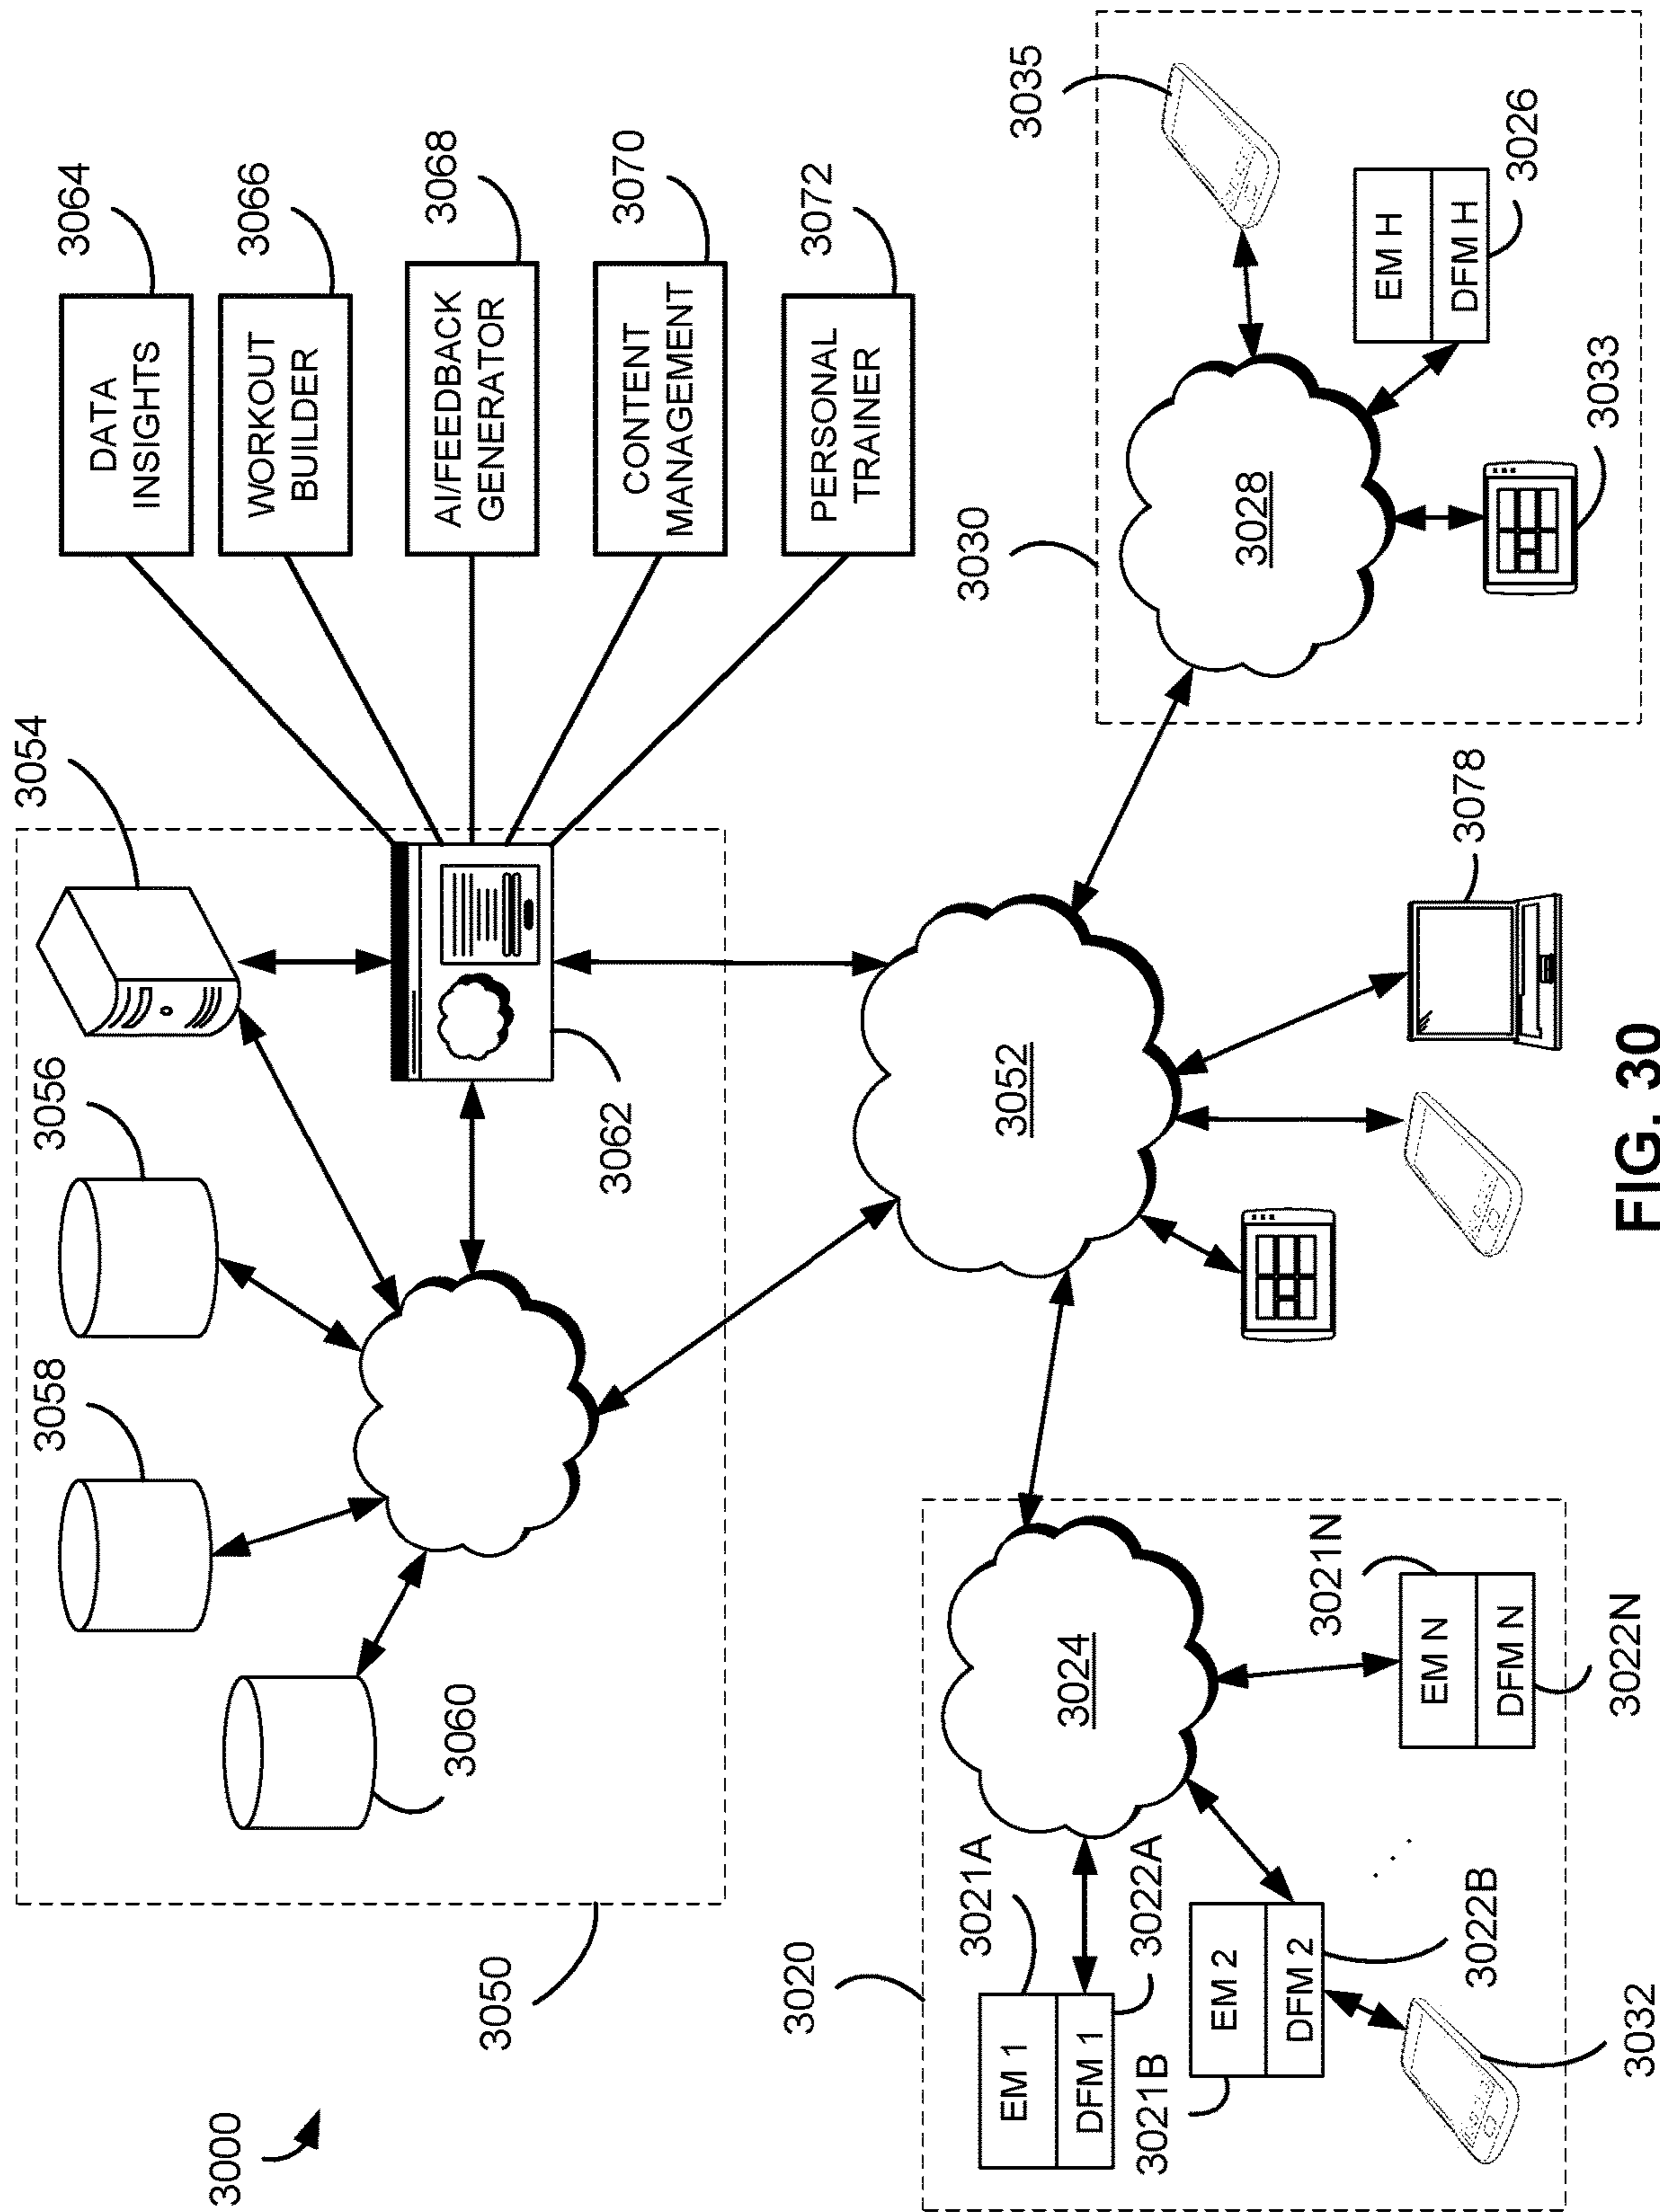 3000
3050
3058
3056
3054
3060
3062
3064
DATA
INSIGHTS
3066
WORKOUT
BUILDER
3068
AI/FEEDBACK
GENERATOR
3070
CONTENT
MANAGEMENT
3072
PERSONAL
TRAINER
3020
3021A
EM 1
DFM 1
3022A
3021B
EM 2
DFM 2
3022B
3032
3024
. . .
3021N
EM N
DFM N
3022N
3052
3078
3030
3028
3035
EM H
DFM H
3026
3033
FIG. 30